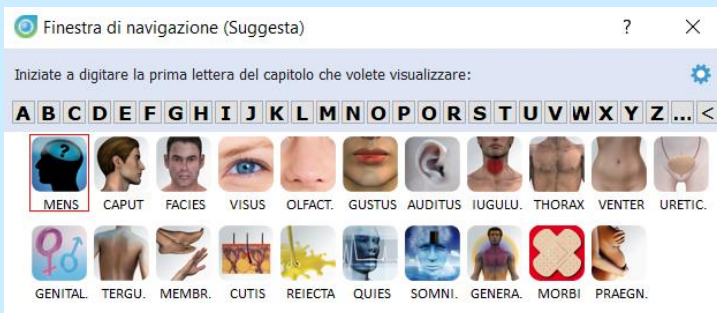 Finestra di navigazione (Suggesta) ? ×
Iniziate a digitare la prima lettera del capitolo che volete visualizzare:
A B C D E F G H I J K L M N O P O R S T U V W X Y Z ... <
?
MENS CAPUT FACIES VISUS OLFACT. GUSTUS AUDITUS IUGULU. THORAX VENTER URETIC.
GENITAL. TERGU. MEMBR. CUTIS REIECTA QUIES SOMNI. GENERA. MORBI PRAEGN.